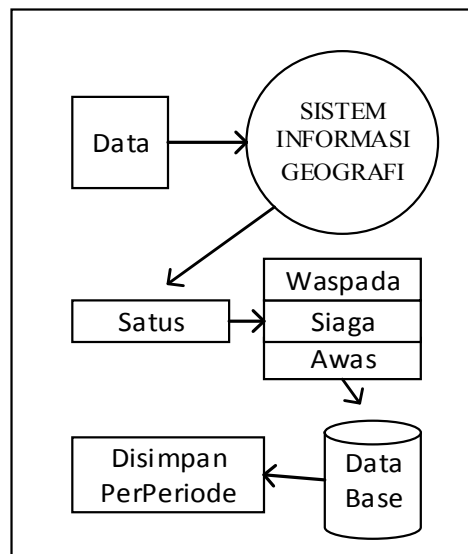 Data
SISTEM
INFORMASI
GEOGRAFI
Satus
Waspada
Siaga
Awas
Data
Base
Disimpan
PerPeriode